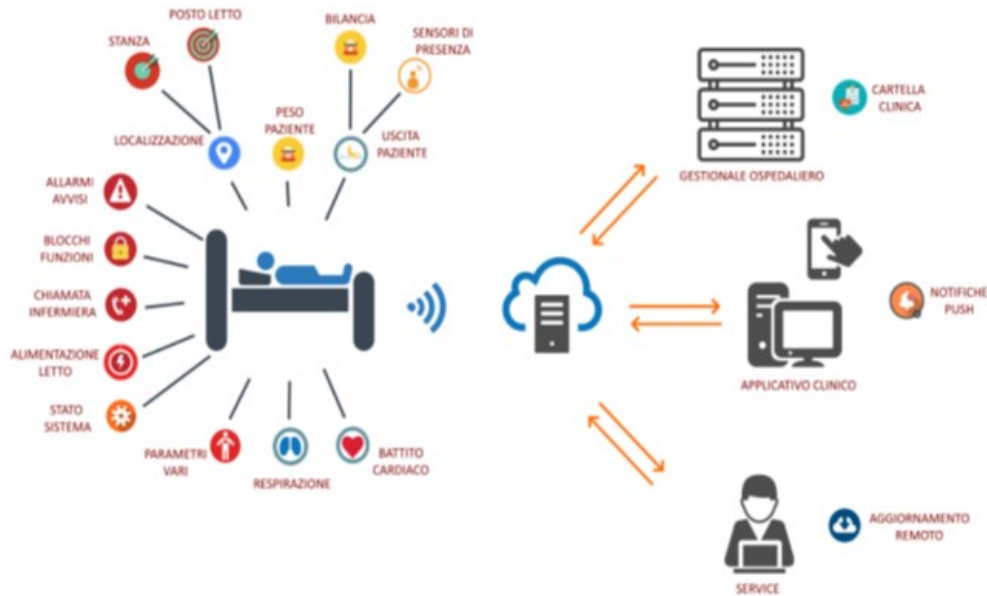 POSTO LETTO
STANZA
BILANCIA
SENSORI DI
PRESENZA
LOCALIZZAZIONE
PESO
PAZIENTE
USCITA
PAZIENTE
ALLARMI
AVVISI
BLOCCHI
FUNZIONI
CHIAMATA
INFERMIERA
ALIMENTAZIONE
LETTO
STATO
SISTEMA
PARAMETRI
VARI
RESPIRAZIONE
BATTITO
CARDIACO
CARTELLA
CLINICA
GESTIONALE OSPEDALIERO
NOTIFICHE
PUSH
APPLICATIVO CLINICO
AGGIORNAMENTO
REMOTO
SERVICE